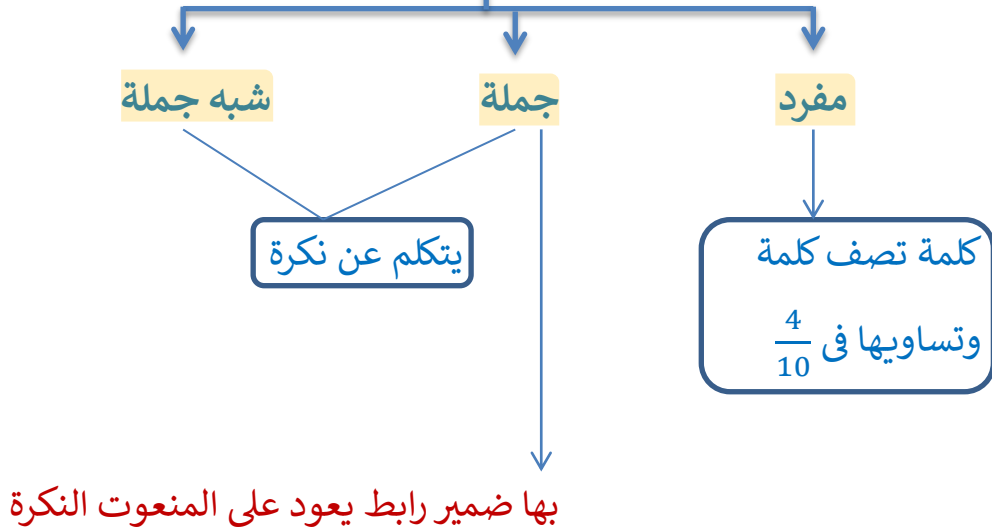 مفرد
جملة
شبه جملة
كلمة تصف كلمة
وتساويها فى 4/10
يتكلم عن نكرة
بها ضمير رابط يعود على المنعوت النكرة